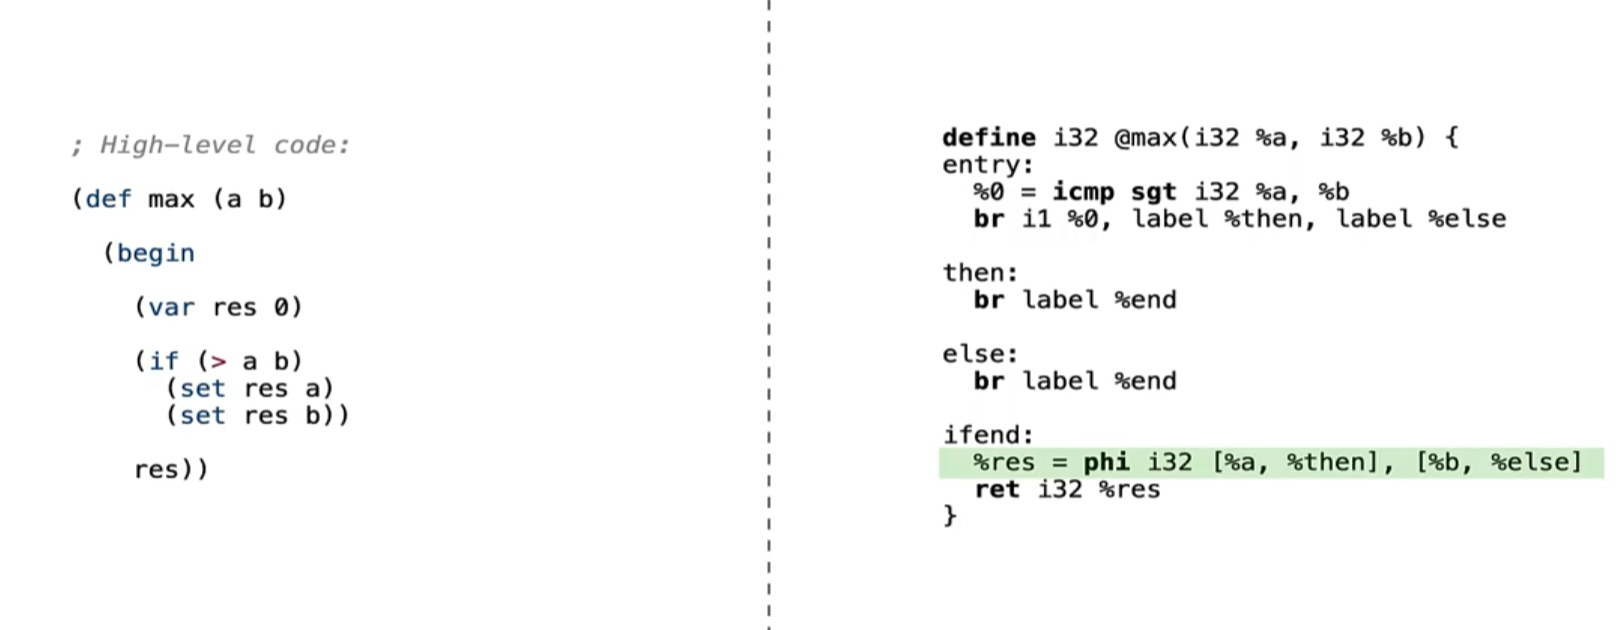 ; High-level code:
(def max (a b)
(begin
(var res 0)
(if (> a b)
(set res a)
(set res b))
res))
define i32 @max(i32 %a, i32 %b) {
entry:
%0 = icmp sgt i32 %a, %b
br i1 %0, label %then, label %else
then:
br label %end
else:
br label %end
ifend:
%res = phi i32 [%a, %then], [%b, %else]
ret i32 %res
}